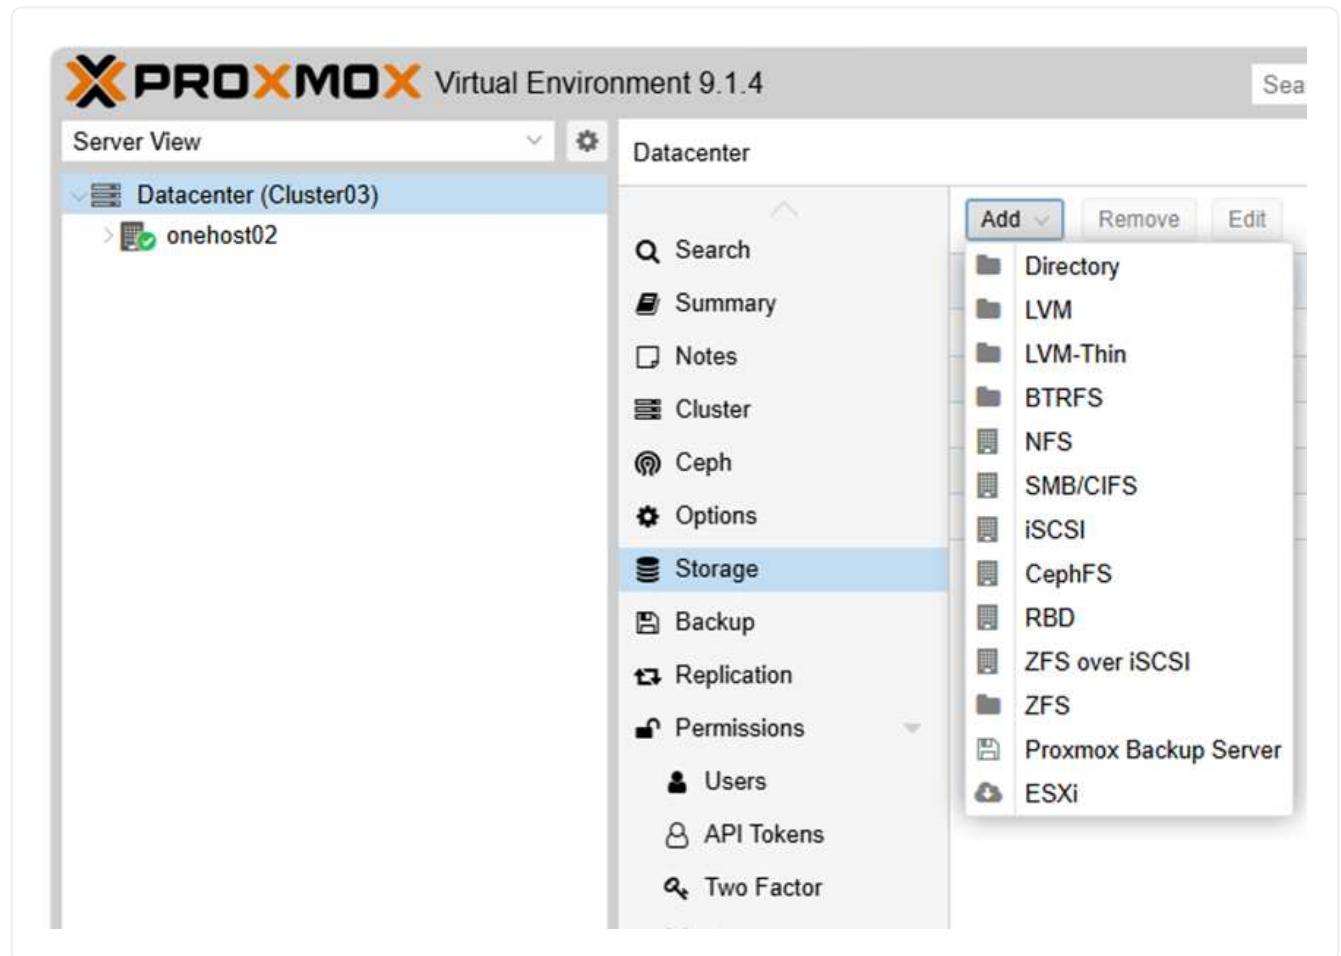 PROXMOX Virtual Environment 9.1.4
Sea
Server View
Datacenter
Datacenter (Cluster03)
onehost02
Search
Summary
Notes
Cluster
Ceph
Options
Storage
Backup
Replication
Permissions
Users
API Tokens
Two Factor
Add
Remove
Edit
Directory
LVM
LVM-Thin
BTRFS
NFS
SMB/CIFS
iSCSI
CephFS
RBD
ZFS over iSCSI
ZFS
Proxmox Backup Server
ESXi